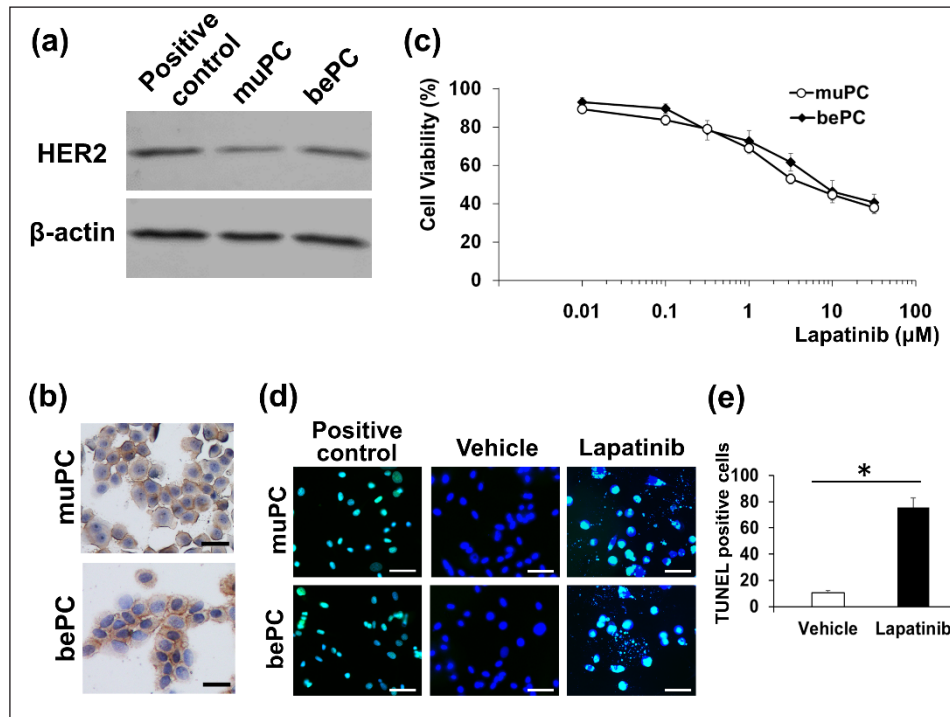 (a)
Positive
control
muPC
bePC
HER2
β-actin
(c)
Cell Viability (%)
100
80
60
40
20
0
0.01
0.1
1
10
100
Lapatinib (µM)
muPC
bePC
(b)
muPC
bePC
(d)
Positive
control
Vehicle
Lapatinib
muPC
bePC
(e)
TUNEL positive cells
100
80
60
40
20
0
*
Vehicle
Lapatinib